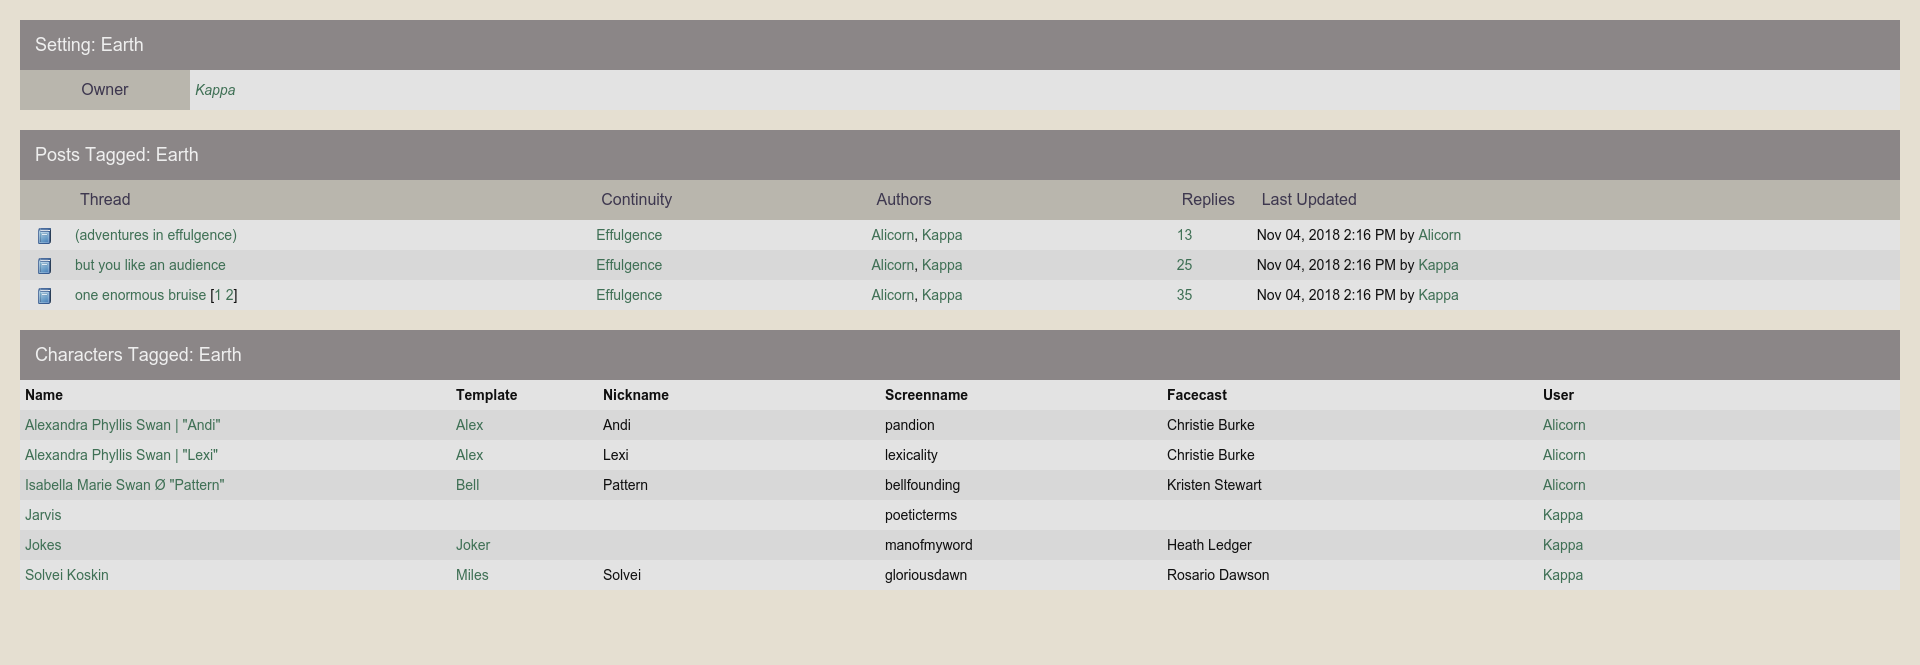 Setting: Earth
Owner Kappa
Posts Tagged: Earth
Thread Continuity Authors Replies Last Updated
(adventures in effulgence) Effulgence Alicorn, Kappa 13 Nov 04, 2018 2:16 PM by Alicorn
but you like an audience Effulgence Alicorn, Kappa 25 Nov 04, 2018 2:16 PM by Kappa
one enormous bruise [1 2] Effulgence Alicorn, Kappa 35 Nov 04, 2018 2:16 PM by Kappa
Characters Tagged: Earth
Name Template Nickname Screenname Facecast User
Alexandra Phyllis Swan | "Andi" Alex Andi pandion Christie Burke Alicorn
Alexandra Phyllis Swan | "Lexi" Alex Lexi lexicality Christie Burke Alicorn
Isabella Marie Swan Ø "Pattern" Bell Pattern bellfounding Kristen Stewart Alicorn
Jarvis poeticterms Kappa
Jokes Joker manofmyword Heath Ledger Kappa
Solvei Koskin Miles Solvei gloriousdawn Rosario Dawson Kappa